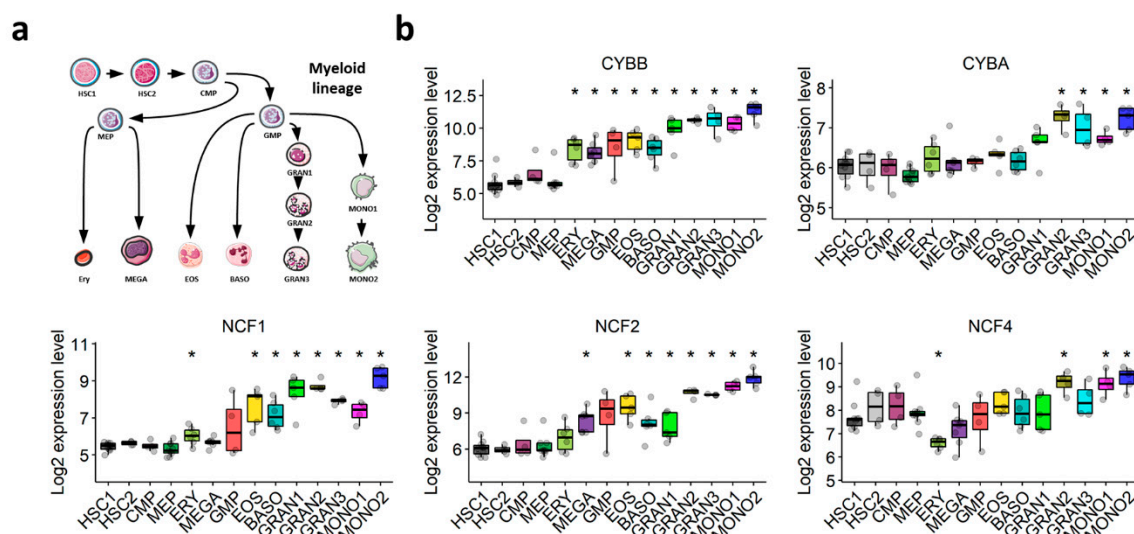 a
Myeloid
lineage
HSC1
HSC2
CMP
MEP
GMP
GRAN1
GRAN2
GRAN3
MONO1
MONO2
Ery
MEGA
EOS
BASO
b
CYBB
* * * * * * * * * *
Log2 expression level
12.5
10.0
7.5
5.0
HSC1
HSC2
CMP
MEP
ERY
MEGA
GMP
EOS
BASO
GRAN1
GRAN2
GRAN3
MONO1
MONO2
CYBA
* * * *
Log2 expression level
8
7
6
5
HSC1
HSC2
CMP
MEP
ERY
MEGA
GMP
EOS
BASO
GRAN1
GRAN2
GRAN3
MONO1
MONO2
NCF1
* * * * * * * *
Log2 expression level
11
9
7
5
HSC1
HSC2
CMP
MEP
ERY
MEGA
GMP
EOS
BASO
GRAN1
GRAN2
GRAN3
MONO1
MONO2
NCF2
* * * * * * * *
Log2 expression level
12
9
6
HSC1
HSC2
CMP
MEP
ERY
MEGA
GMP
EOS
BASO
GRAN1
GRAN2
GRAN3
MONO1
MONO2
NCF4
* * * *
Log2 expression level
10
9
8
7
6
5
HSC1
HSC2
CMP
MEP
ERY
MEGA
GMP
EOS
BASO
GRAN1
GRAN2
GRAN3
MONO1
MONO2